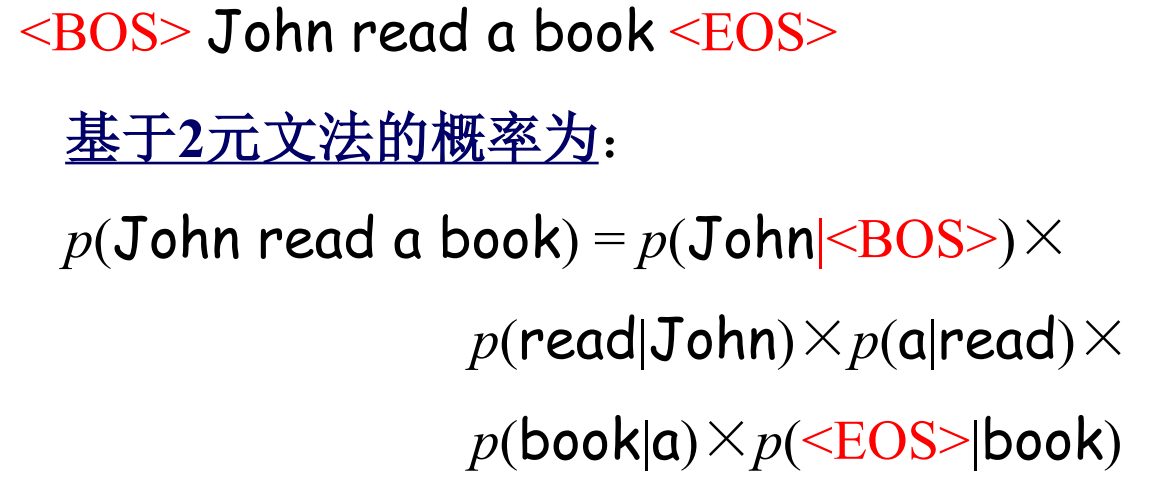 <BOS> John read a book <EOS>
基于2元文法的概率为：
p(John read a book) = p(John|<BOS>)×
p(read|John)×p(a|read)×
p(book|a)×p(<EOS>|book)